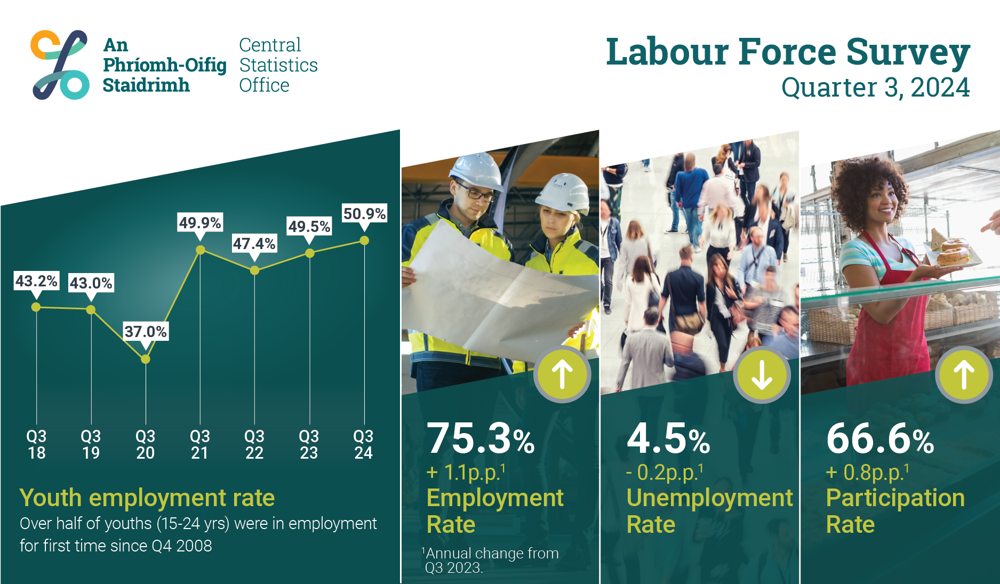 An
Phríomh-Oifig
Staidrimh
Central
Statistics
Office
Labour Force Survey
Quarter 3, 2024
43.2%
43.0%
37.0%
49.9%
47.4%
49.5%
50.9%
Q3
18
Q3
19
Q3
20
Q3
21
Q3
22
Q3
23
Q3
24
Youth employment rate
Over half of youths (15-24 yrs) were in employment
for first time since Q4 2008
75.3%
+ 1.1p.p.¹
Employment
Rate
¹Annual change from
Q3 2023.
4.5%
- 0.2p.p.¹
Unemployment
Rate
66.6%
+ 0.8p.p.¹
Participation
Rate